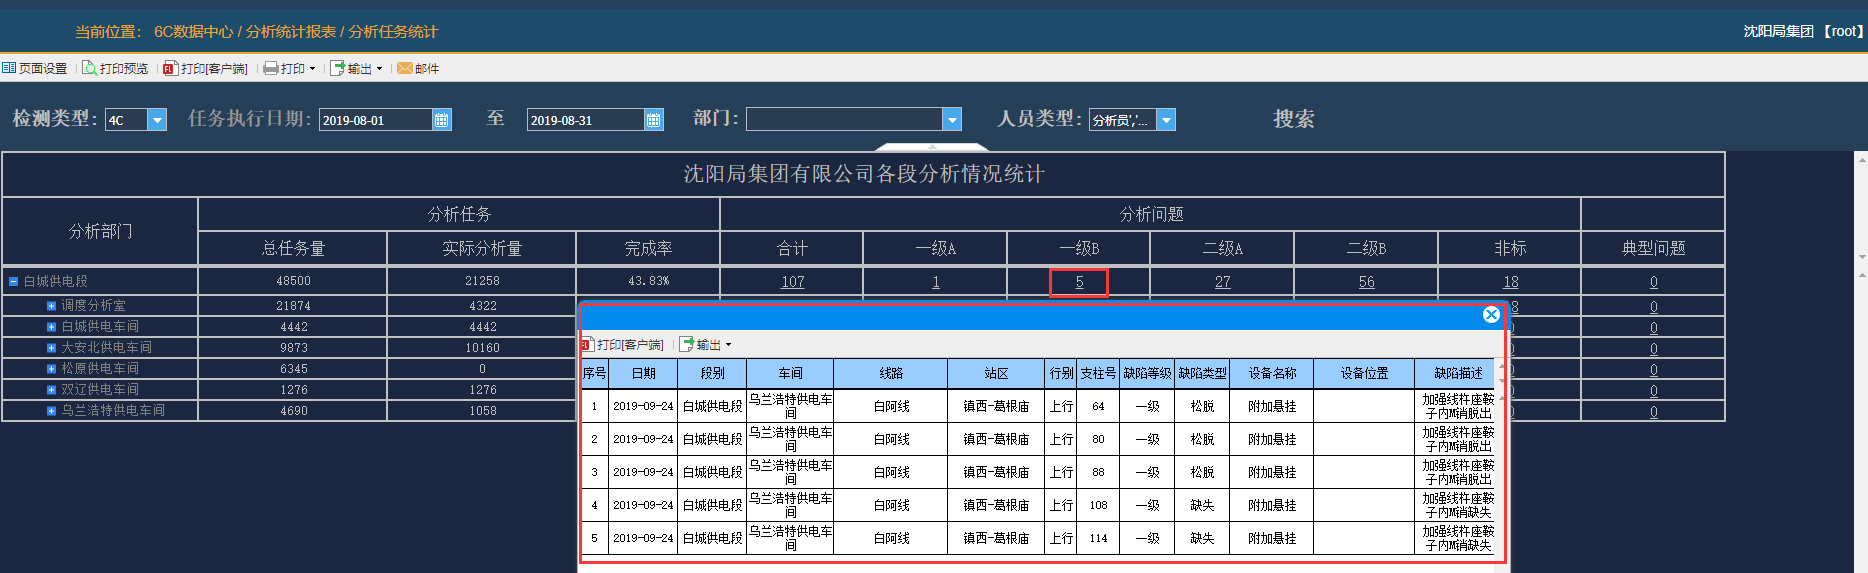 当前位置： 6C数据中心 / 分析统计报表 / 分析任务统计
沈阳局集团 【root】
页面设置 打印预览 打印[客户端] 打印 输出 邮件
检测类型: 4C 任务执行日期: 2019-08-01 至 2019-08-31 部门: 人员类型: 分析员','... 搜索
沈阳局集团有限公司各段分析情况统计
分析部门 分析任务 分析问题
总任务量 实际分析量 完成率 合计 一级A 一级B 二级A 二级B 非标 典型问题
白城供电段 48500 21258 43.83% 107 1 5 27 56 18 0
调度分析室 21874 4322 8 0
白城供电车间 4442 4442 0
大安北供电车间 9873 10160 0
松原供电车间 6345 0 0
双辽供电车间 1276 1276 0
乌兰浩特供电车间 4690 1058 0
打印[客户端] 输出
序号 日期 段别 车间 线路 站区 行别 支柱号 缺陷等级 缺陷类型 设备名称 设备位置 缺陷描述
1 2019-09-24 白城供电段 乌兰浩特供电车间 白阿线 镇西-葛根庙 上行 64 一级 松脱 附加悬挂 加强线杵座鞍子内M销脱出
2 2019-09-24 白城供电段 乌兰浩特供电车间 白阿线 镇西-葛根庙 上行 80 一级 松脱 附加悬挂 加强线杵座鞍子内M销脱出
3 2019-09-24 白城供电段 乌兰浩特供电车间 白阿线 镇西-葛根庙 上行 88 一级 松脱 附加悬挂 加强线杵座鞍子内M销脱出
4 2019-09-24 白城供电段 乌兰浩特供电车间 白阿线 镇西-葛根庙 上行 108 一级 缺失 附加悬挂 加强线杵座鞍子内M销缺失
5 2019-09-24 白城供电段 乌兰浩特供电车间 白阿线 镇西-葛根庙 上行 114 一级 缺失 附加悬挂 加强线杵座鞍子内M销缺失